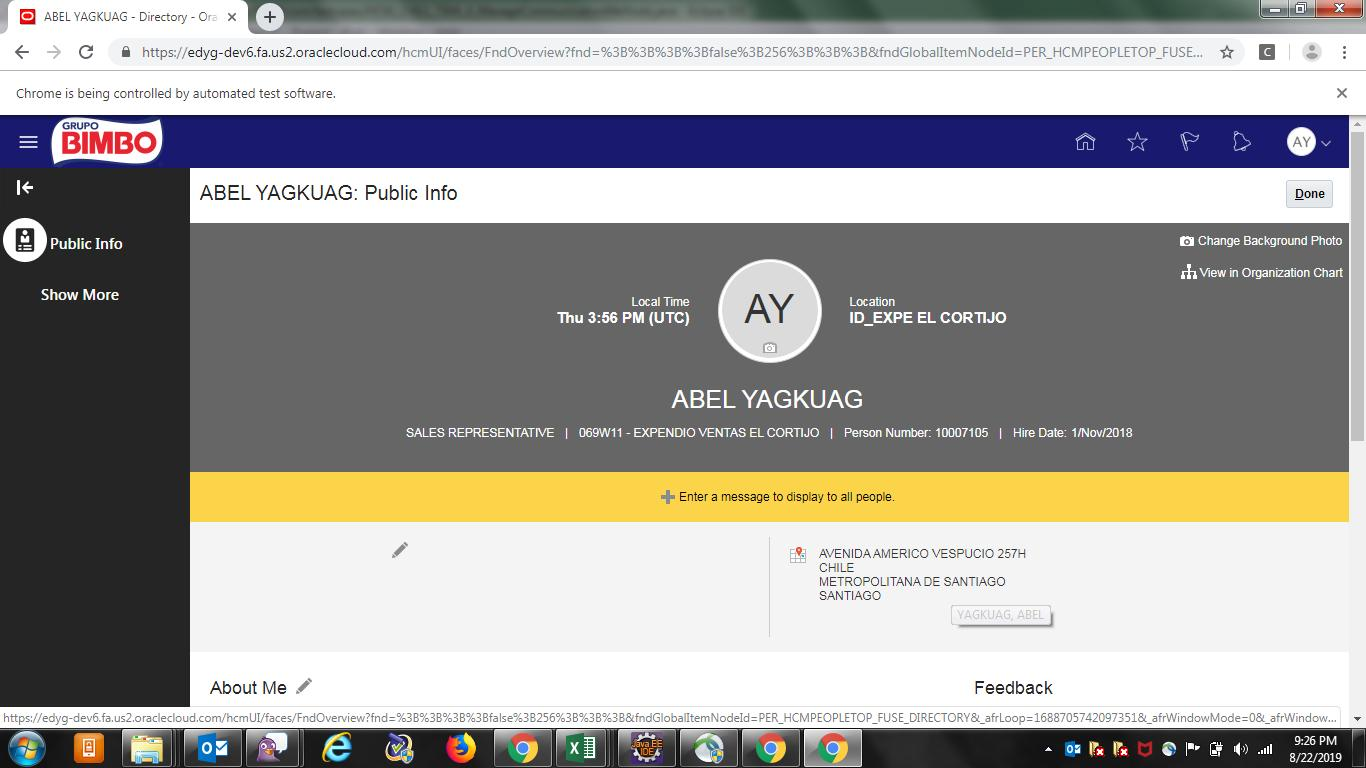 ABEL YAGKUAG - Directory - Ora
https://edyg-dev6.fa.us2.oraclecloud.com/hcmUI/faces/FndOverview?fnd=%3B%3B%3B%3Bfalse%3B256%3B%3B%3B&fndGlobalItemNodeId=PER_HCMPEOPLETOP_FUSE...
Chrome is being controlled by automated test software.
GRUPO
BIMBO
AY
ABEL YAGKUAG: Public Info
Done
Public Info
Show More
Change Background Photo
View in Organization Chart
Local Time
Thu 3:56 PM (UTC)
AY
Location
ID_EXPE EL CORTIJO
ABEL YAGKUAG
SALES REPRESENTATIVE | 069W11 - EXPENDIO VENTAS EL CORTIJO | Person Number: 10007105 | Hire Date: 1/Nov/2018
Enter a message to display to all people.
AVENIDA AMERICO VESPUCIO 257H
CHILE
METROPOLITANA DE SANTIAGO
SANTIAGO
YAGKUAG, ABEL
About Me
Feedback
https://edyg-dev6.fa.us2.oraclecloud.com/hcmUI/faces/FndOverview?fnd=%3B%3B%3B%3Bfalse%3B256%3B%3B%3B&fndGlobalItemNodeId=PER_HCMPEOPLETOP_FUSE_DIRECTORY&_afrLoop=1688705742097351&_afrWindowMode=0&_afrWindow...
Java EE
IDE
9:26 PM
8/22/2019